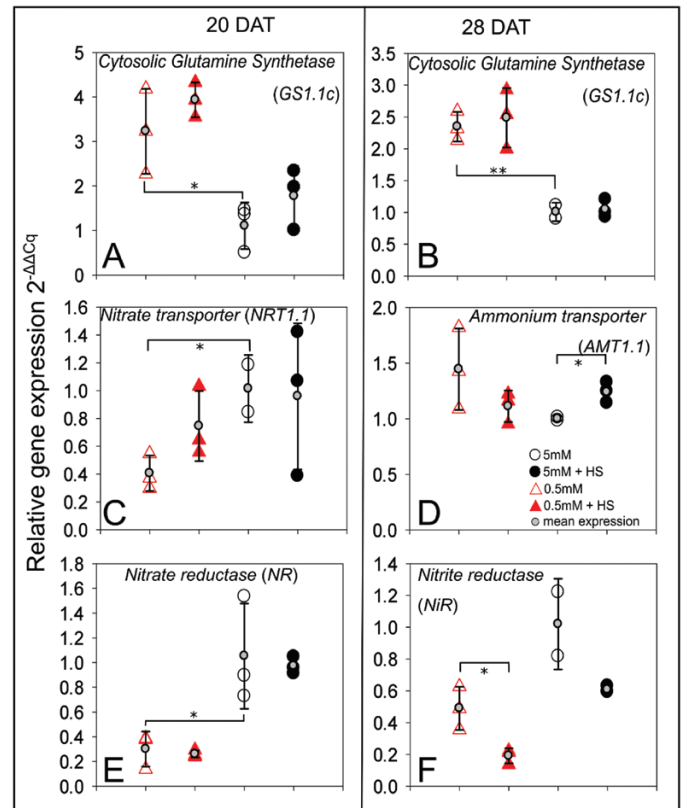 20 DAT
28 DAT
Relative gene expression 2^-ΔΔCq
Cytosolic Glutamine Synthetase
(GS1.1c)
5
4
3
2
1
0
*
A
Cytosolic Glutamine Synthetase
(GS1.1c)
3.5
3.0
2.5
2.0
1.5
1.0
0.5
0.0
**
B
Nitrate transporter (NRT1.1)
1.6
1.4
1.2
1.0
0.8
0.6
0.4
0.2
0.0
*
C
Ammonium transporter
(AMT1.1)
2.0
1.5
1.0
0.5
0.0
*
5mM
5mM + HS
0.5mM
0.5mM + HS
mean expression
D
Nitrate reductase (NR)
1.8
1.6
1.4
1.2
1.0
0.8
0.6
0.4
0.2
0.0
*
E
Nitrite reductase
(NiR)
1.4
1.2
1.0
0.8
0.6
0.4
0.2
0.0
*
F